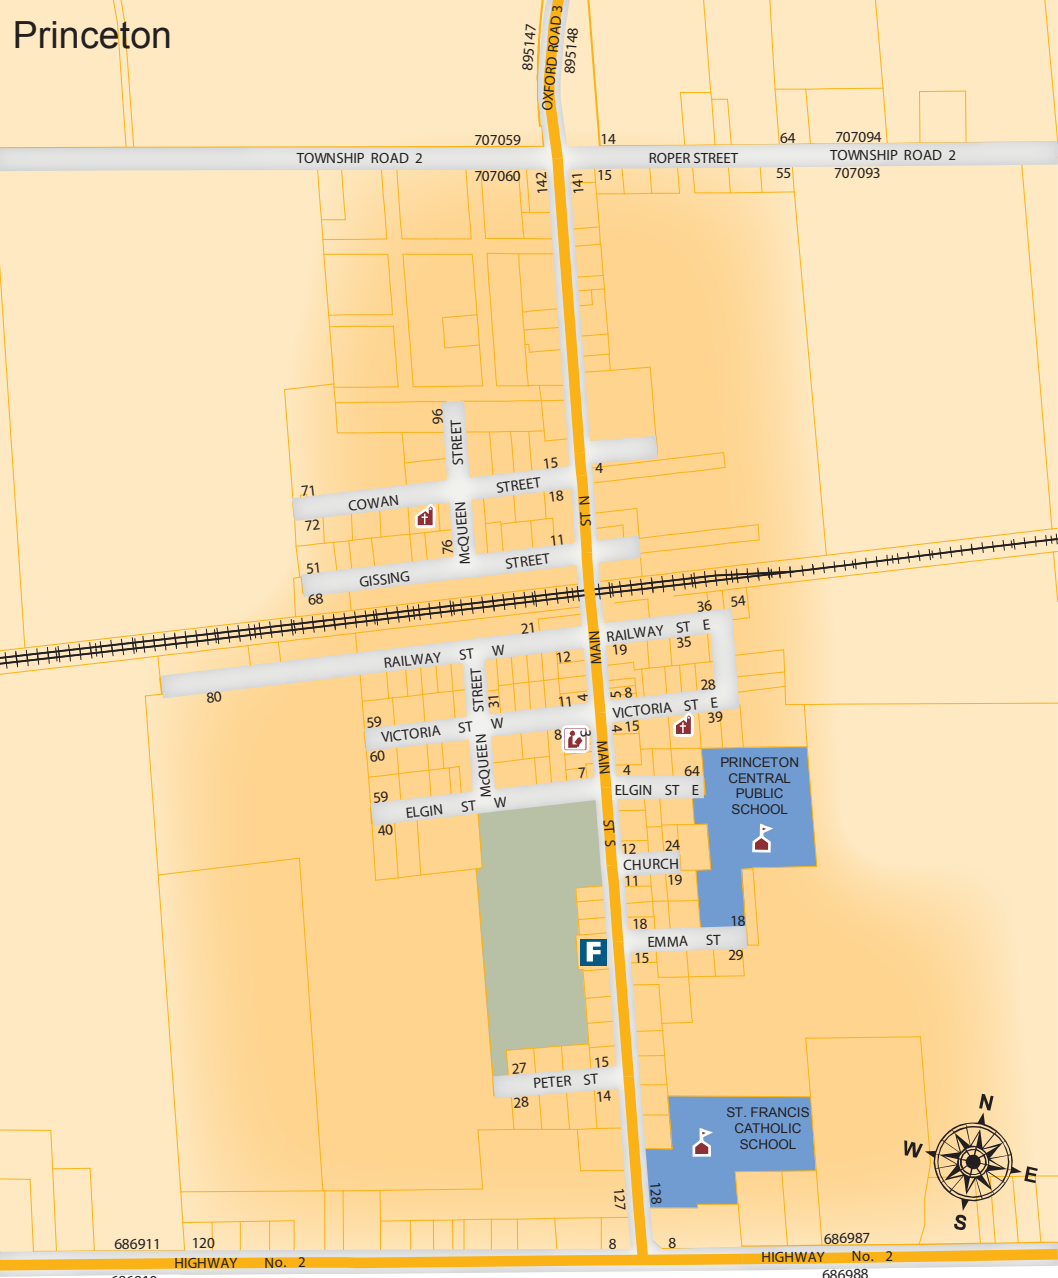 Princeton
895147
OXFORD ROAD 3
895148
707059
14
64
707094
TOWNSHIP ROAD 2
ROPER STREET
TOWNSHIP ROAD 2
707060
142
141
15
55
707093
96
STREET
15
4
71
COWAN
STREET
18
72
McQUEEN
ST N
76
11
51
GISSING
STREET
68
36
54
21
RAILWAY ST E
MAIN
19
35
RAILWAY ST W
12
80
STREET
31
11
4
5
8
28
VICTORIA ST E
39
59
VICTORIA ST W
8
3
4
15
60
McQUEEN
MAIN
7
4
64
PRINCETON
CENTRAL
PUBLIC
SCHOOL
ELGIN ST E
59
ELGIN ST W
40
ST S
12
24
CHURCH
11
19
18
18
F
EMMA ST
15
29
27
15
PETER ST
28
14
ST. FRANCIS
CATHOLIC
SCHOOL
N
W
E
S
127
128
686911
120
8
8
686987
HIGHWAY No. 2
HIGHWAY No. 2
686988